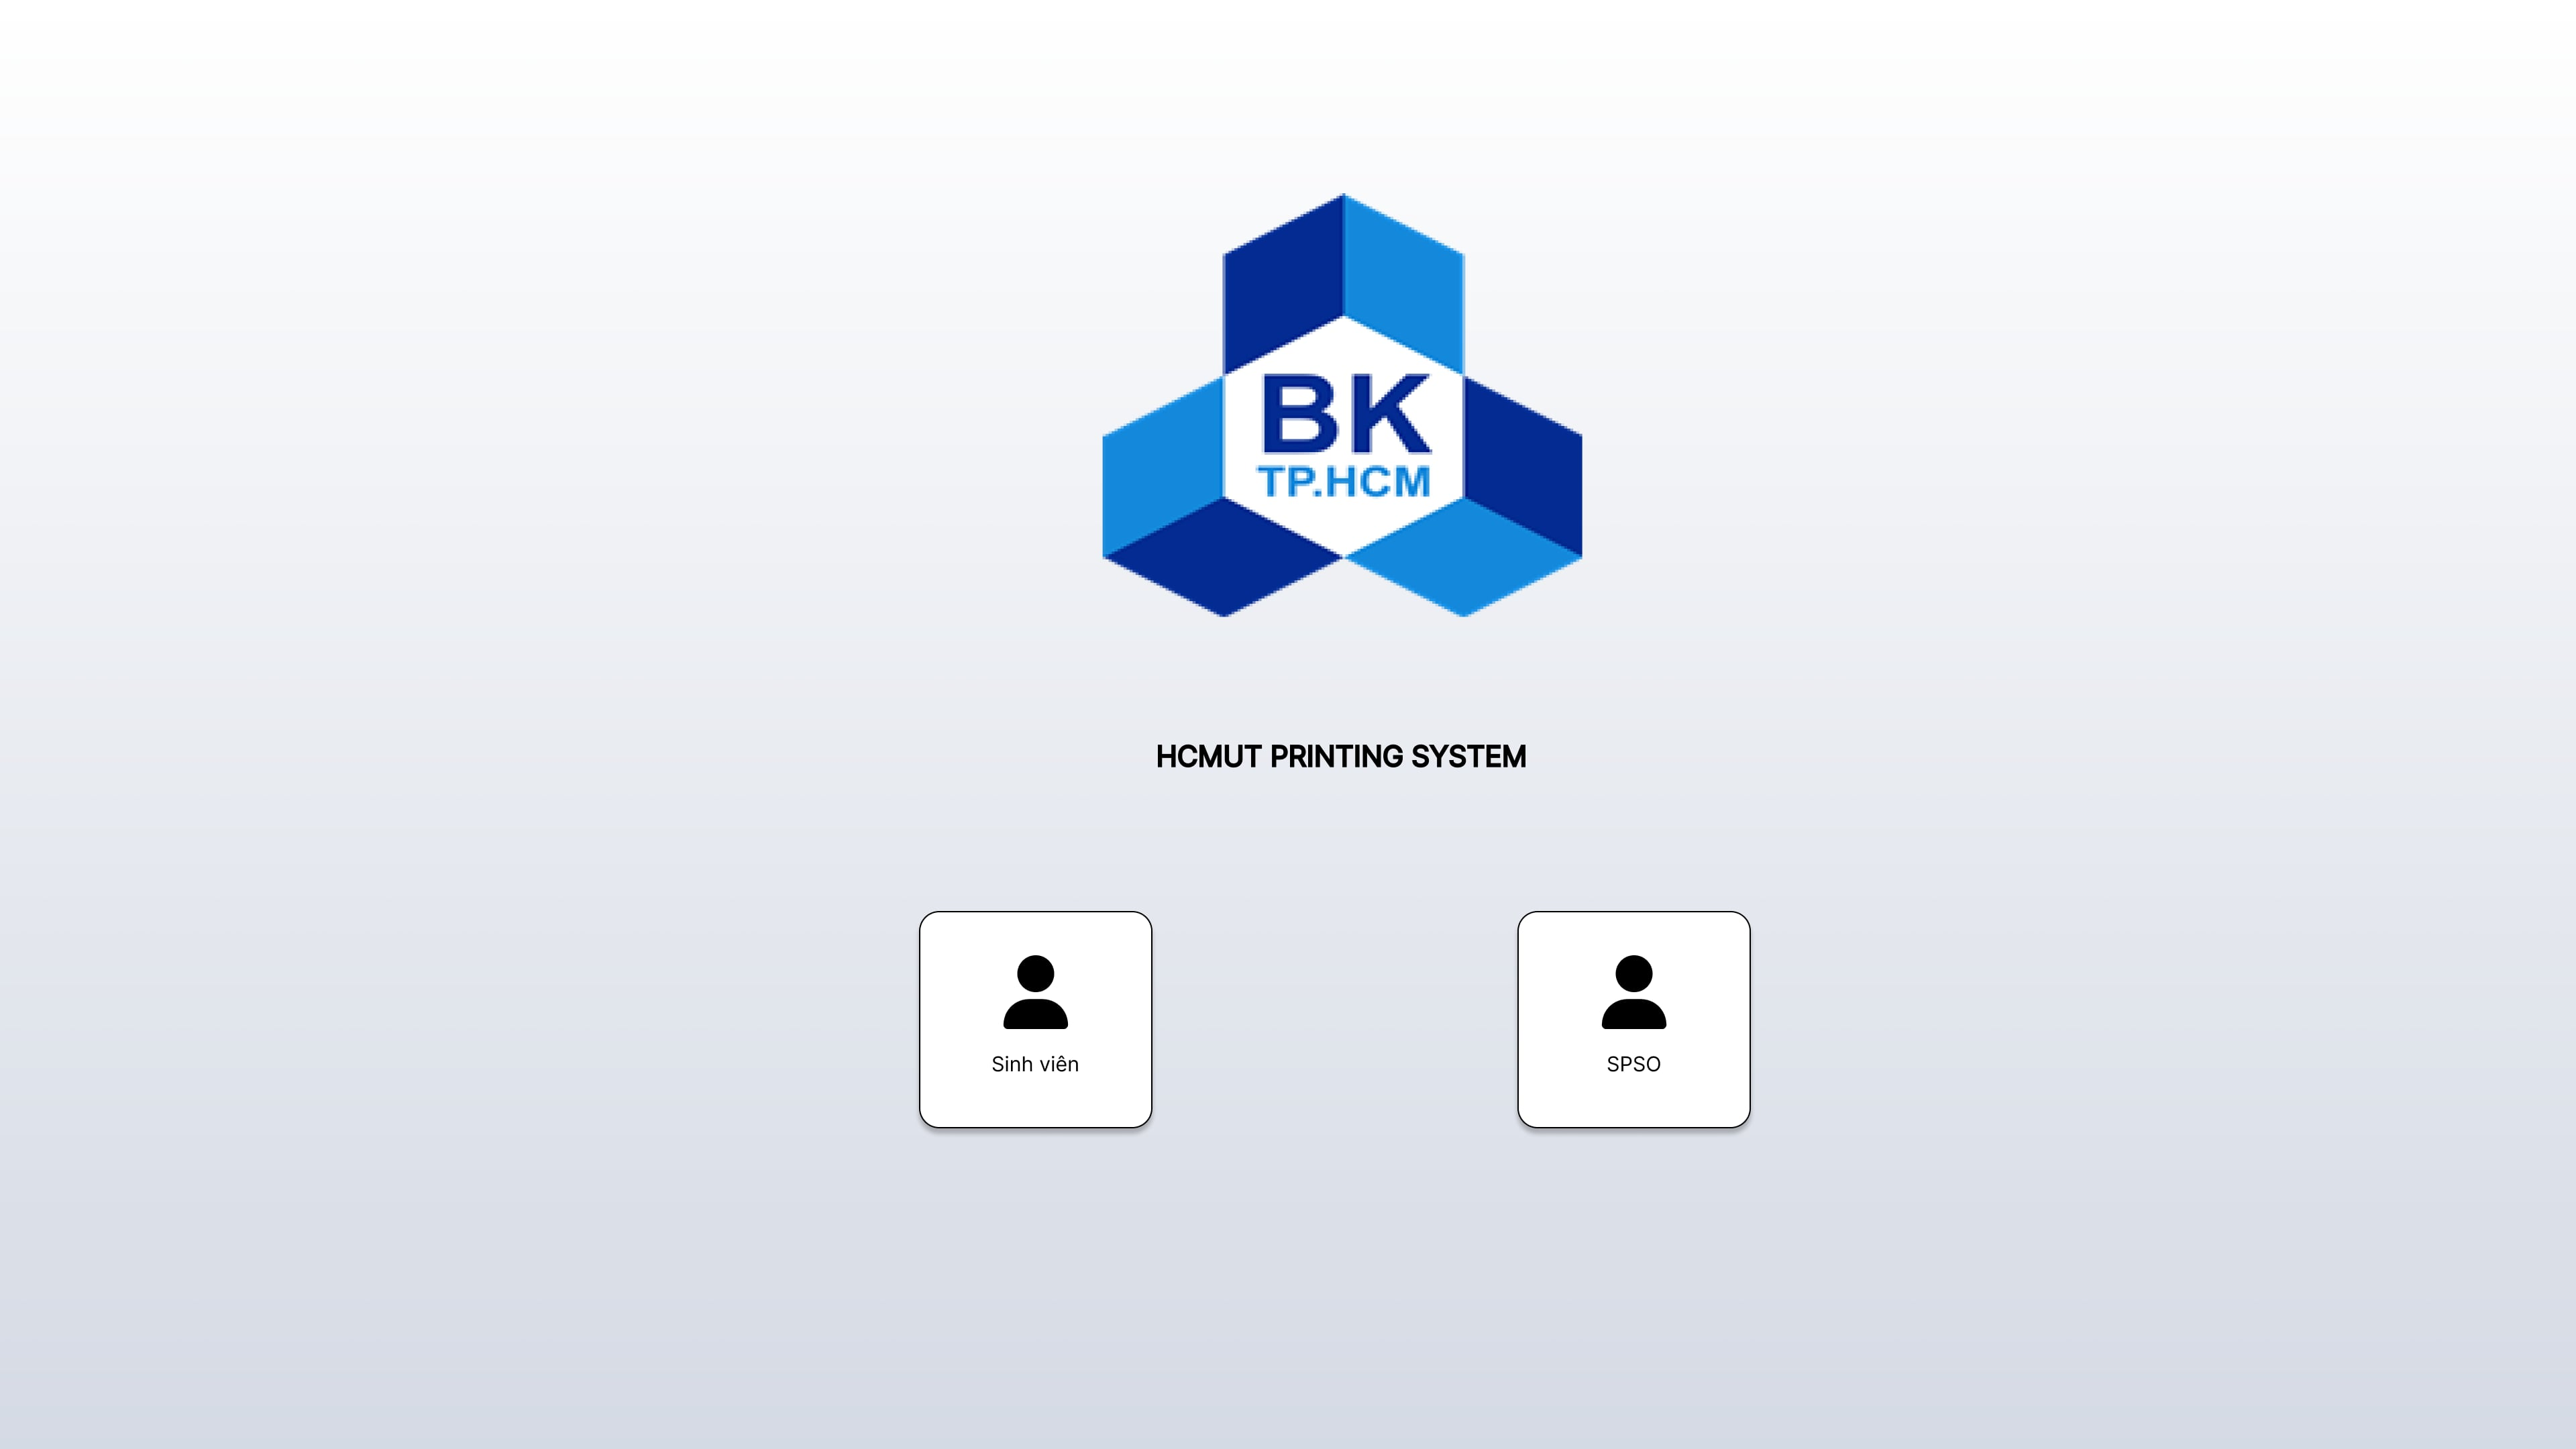 BK
TP.HCM
HCMUT PRINTING SYSTEM
Sinh viên
SPSO